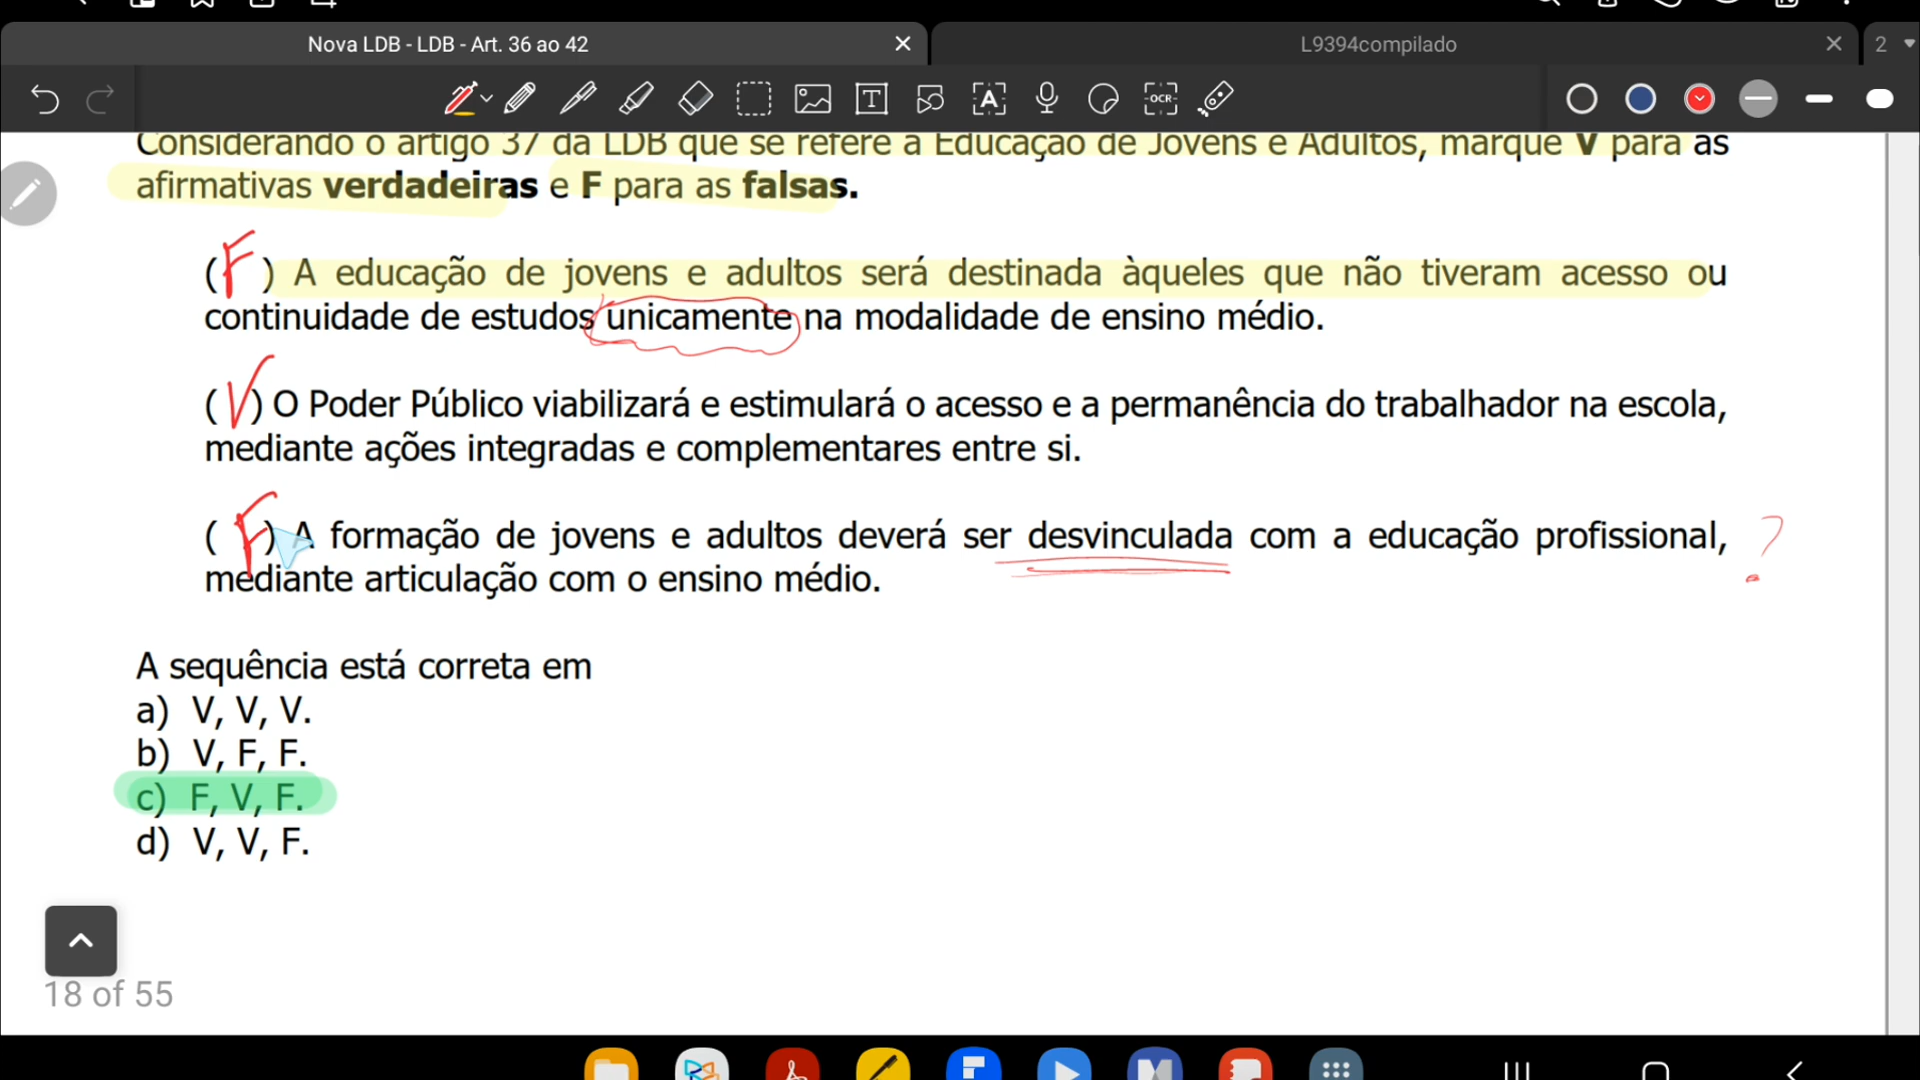 Nova LDB - LDB - Art. 36 ao 42
L9394compilado
2
T
A
OCR
Considerando o artigo 37 da LDB que se refere à Educação de Jovens e Adultos, marque V para as
afirmativas verdadeiras e F para as falsas.
(F) A educação de jovens e adultos será destinada àqueles que não tiveram acesso ou
continuidade de estudos unicamente na modalidade de ensino médio.
(V) O Poder Público viabilizará e estimulará o acesso e a permanência do trabalhador na escola,
mediante ações integradas e complementares entre si.
( F) A formação de jovens e adultos deverá ser desvinculada com a educação profissional, ?
mediante articulação com o ensino médio.
A sequência está correta em
a) V, V, V.
b) V, F, F.
c) F, V, F.
d) V, V, F.
18 of 55